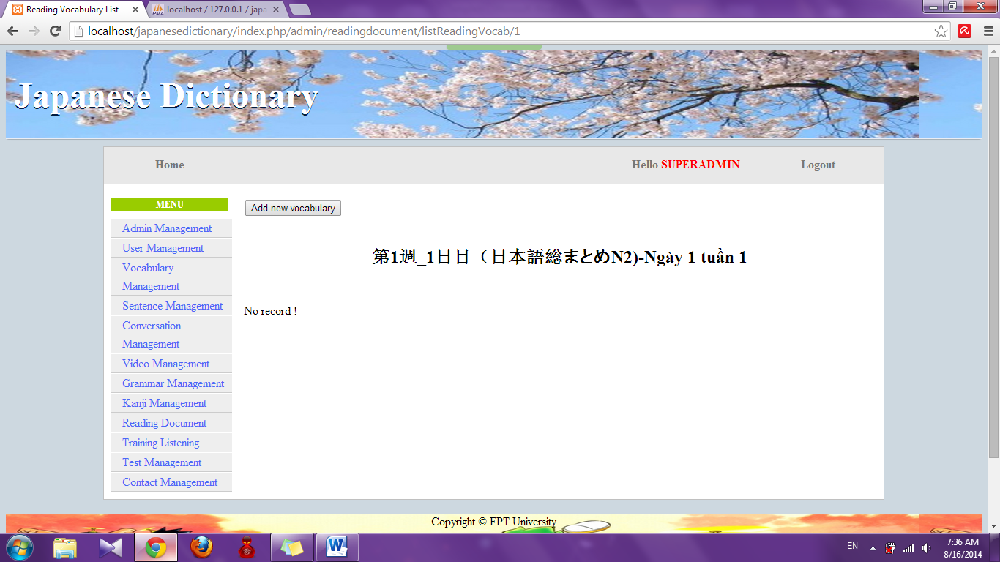 Reading Vocabulary List
localhost / 127.0.0.1 / japa
localhost/japanesedictionary/index.php/admin/readingdocument/listReadingVocab/1
Japanese Dictionary
Home Hello SUPERADMIN Logout
MENU
Add new vocabulary
Admin Management
User Management
Vocabulary
Management
Sentence Management
Conversation
Management
Video Management
Grammar Management
Kanji Management
Reading Document
Training Listening
Test Management
Contact Management
第1週_1日目（日本語総まとめN2)-Ngày 1 tuần 1
No record !
Copyright © FPT University
EN
7:36 AM
8/16/2014